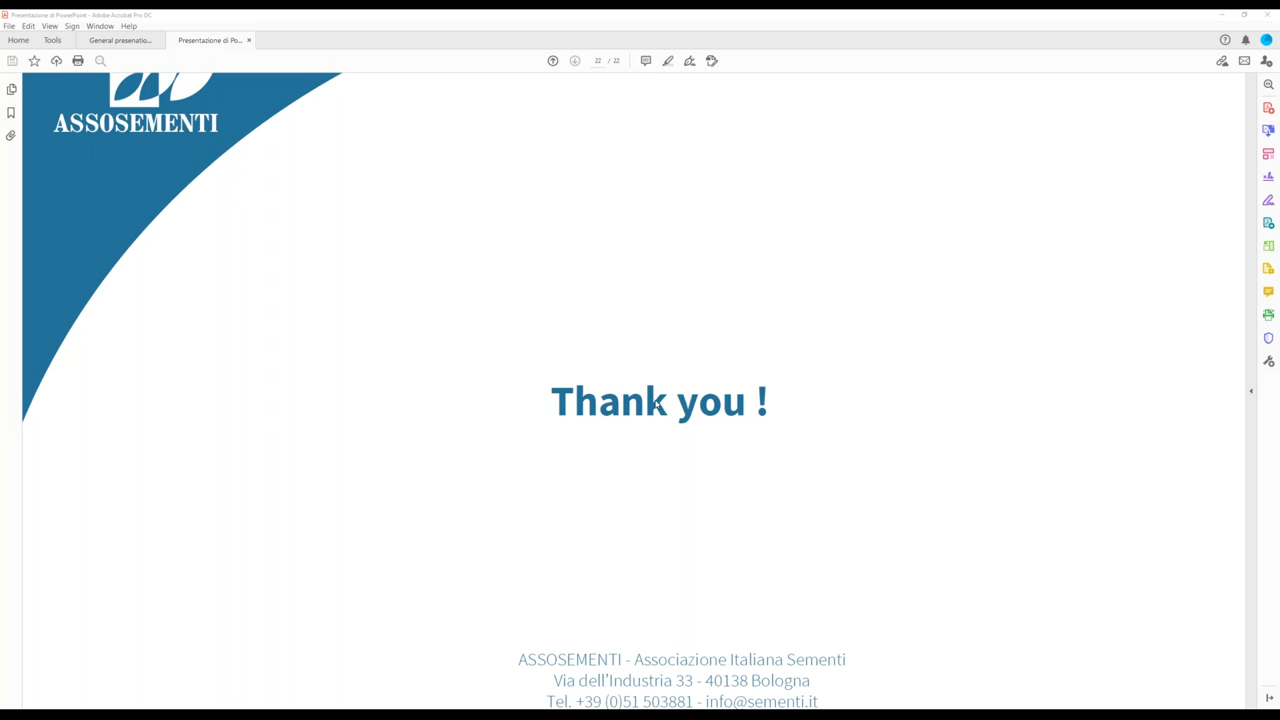 Presentazione di PowerPoint - Adobe Acrobat Pro DC
File Edit View Sign Window Help
Home Tools General presenatio... Presentazione di Po... ×
22 / 22
ASSOSEMENTI
Thank you !
ASSOSEMENTI - Associazione Italiana Sementi
Via dell'Industria 33 - 40138 Bologna
Tel. +39 (0)51 503881 - info@sementi.it